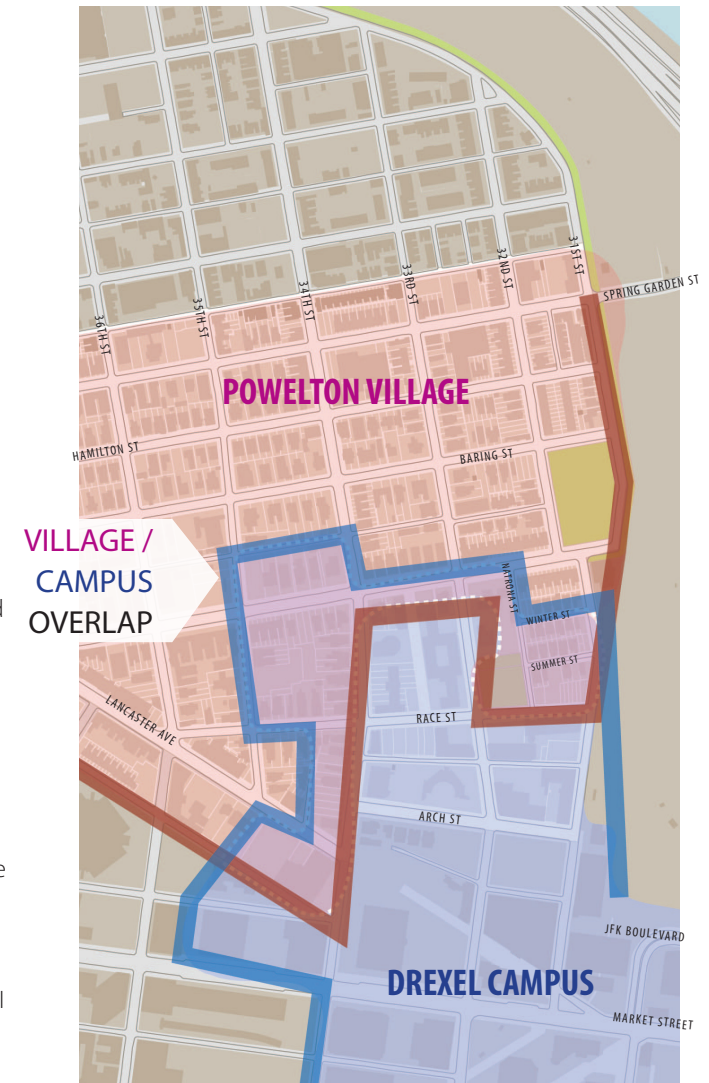 31ST ST
32ND ST
33RD ST
34TH ST
35TH ST
36TH ST
SPRING GARDEN ST
POWELTON VILLAGE
HAMILTON ST
BARING ST
VILLAGE /
CAMPUS
OVERLAP
NATRONA ST
WINTER ST
SUMMER ST
LANCASTER AVE
RACE ST
ARCH ST
JFK BOULEVARD
DREXEL CAMPUS
MARKET STREET